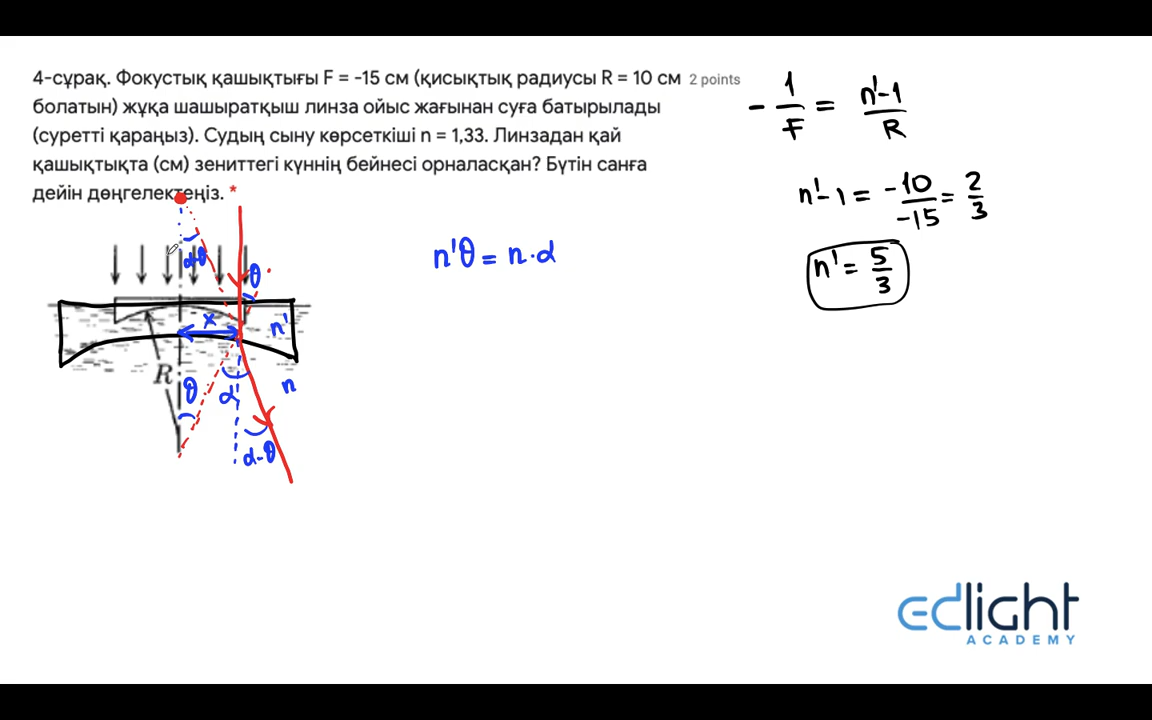 4-сұрақ. Фокустық қашықтығы F = -15 см (қисықтық радиусы R = 10 см 2 points
болатын) жұқа шашыратқыш линза ойыс жағынан суға батырылады
(суретті қараңыз). Судың сыну көрсеткіші n = 1,33. Линзадан қай
қашықтықта (см) зениттегі күннің бейнесі орналасқан? Бүтін санға
дейін дөңгелектеңіз. *
- 1/F = n'-1/R
n'-1 = -10/-15 = 2/3
n' = 5/3
n'θ = n·α
θ
x
n'
R
θ
α
n
α-θ
edlight
ACADEMY